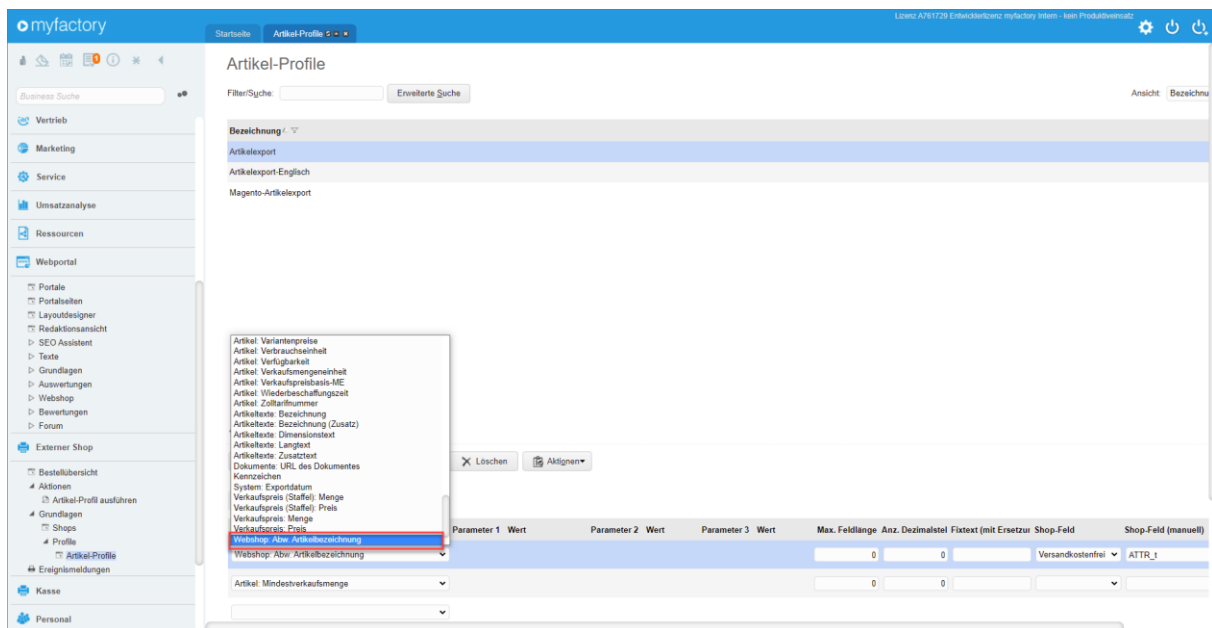 Lizenz A761729 Entwicklerlizenz myfactory Intern - kein Produktiveinsatz
myfactory
Startseite
Artikel-Profile
Artikel-Profile
Business Suche
Filter/Suche:
Erweiterte Suche
Ansicht: Bezeichnu
Vertrieb
Marketing
Service
Umsatzanalyse
Ressourcen
Webportal
Portale
Portalseiten
Layoutdesigner
Redaktionsansicht
SEO Assistent
Texte
Grundlagen
Auswertungen
Webshop
Bewertungen
Forum
Externer Shop
Bestellübersicht
Aktionen
Artikel-Profil ausführen
Grundlagen
Shops
Profile
Artikel-Profile
Ereignismeldungen
Kasse
Personal
Bezeichnung
Artikelexport
Artikelexport-Englisch
Magento-Artikelexport
Artikel: Variantenpreise
Artikel: Verbrauchseinheit
Artikel: Verfügbarkeit
Artikel: Verkaufsmengeneinheit
Artikel: Verkaufspreisbasis-ME
Artikel: Wiederbeschaffungszeit
Artikel: Zolltarifnummer
Artikeltexte: Bezeichnung
Artikeltexte: Bezeichnung (Zusatz)
Artikeltexte: Dimensionstext
Artikeltexte: Langtext
Artikeltexte: Zusatztext
Dokumente: URL des Dokumentes
Kennzeichen
System: Exportdatum
Verkaufspreis (Staffel): Menge
Verkaufspreis (Staffel): Preis
Verkaufspreis: Menge
Verkaufspreis: Preis
Webshop: Abw. Artikelbezeichnung
Löschen
Aktionen
Parameter 1 Wert Parameter 2 Wert Parameter 3 Wert Max. Feldlänge Anz. Dezimalstel Fixtext (mit Ersetzur Shop-Feld Shop-Feld (manuell)
Webshop: Abw. Artikelbezeichnung 0 0 Versandkostenfrei ATTR_t
Artikel: Mindestverkaufsmenge 0 0